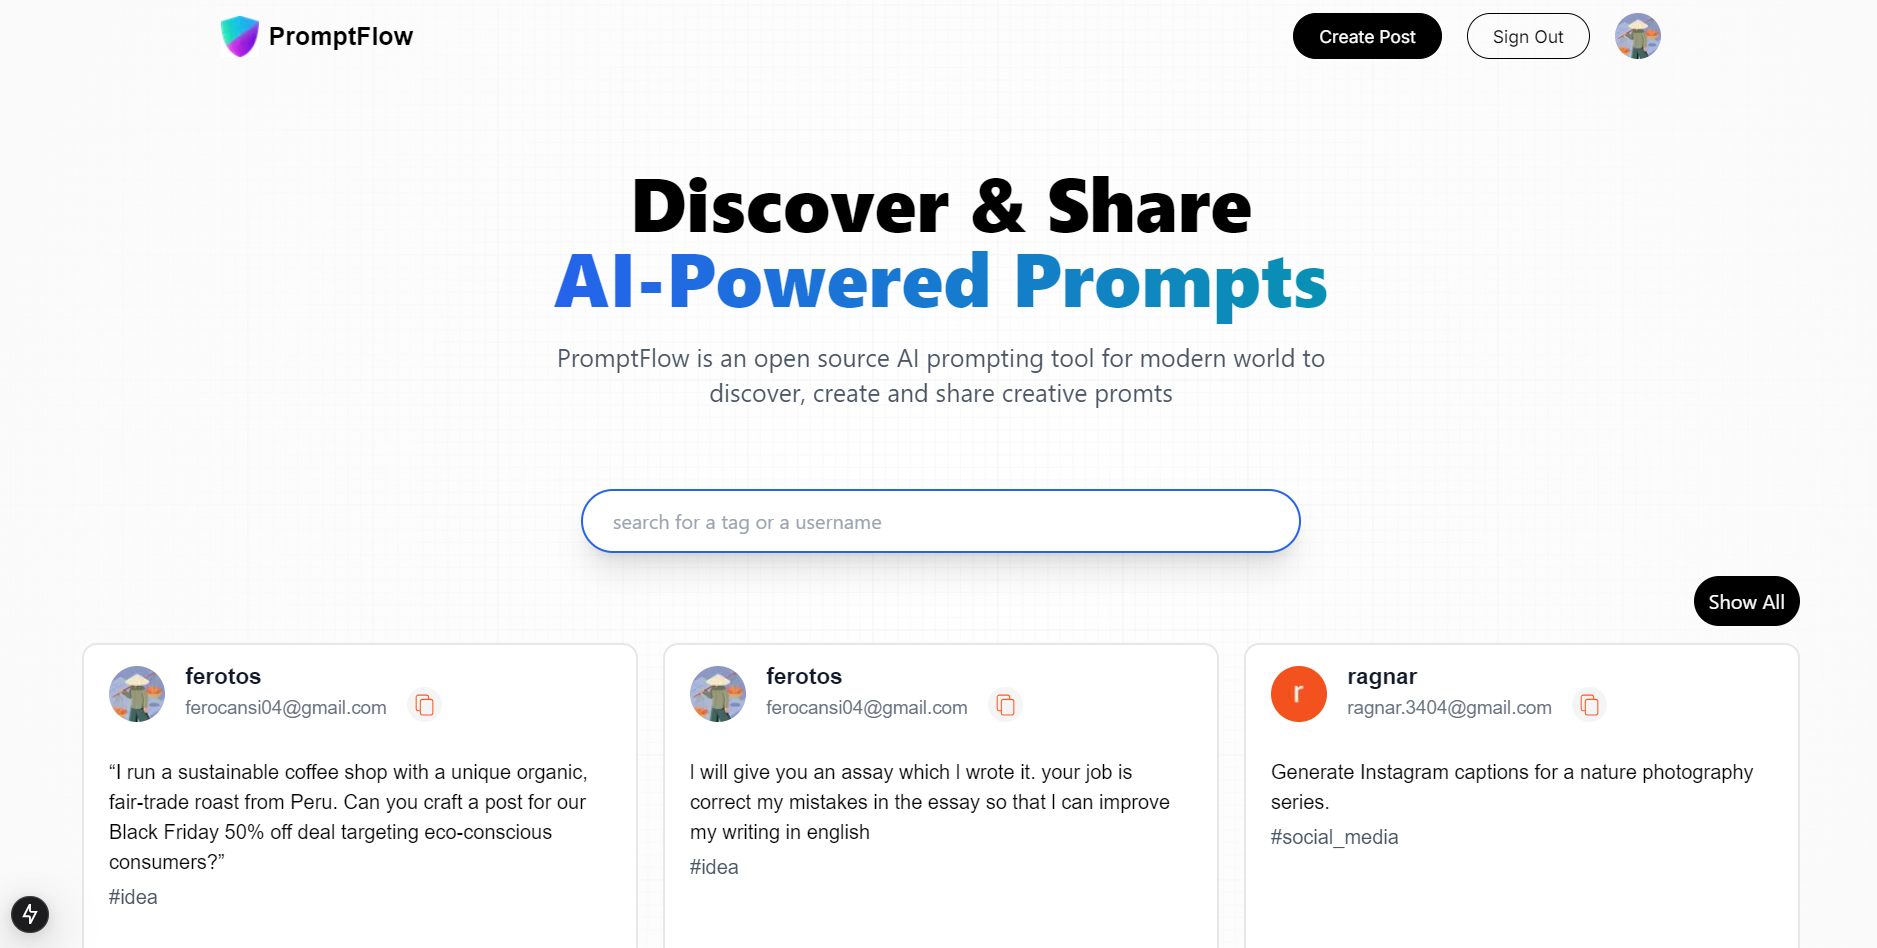 PromptFlow
Create Post
Sign Out
Discover & Share
AI-Powered Prompts
PromptFlow is an open source AI prompting tool for modern world to
discover, create and share creative promts
search for a tag or a username
Show All
ferotos
ferocansi04@gmail.com
“I run a sustainable coffee shop with a unique organic,
fair-trade roast from Peru. Can you craft a post for our
Black Friday 50% off deal targeting eco-conscious
consumers?”
#idea
ferotos
ferocansi04@gmail.com
I will give you an assay which I wrote it. your job is
correct my mistakes in the essay so that I can improve
my writing in english
#idea
r
ragnar
ragnar.3404@gmail.com
Generate Instagram captions for a nature photography
series.
#social_media